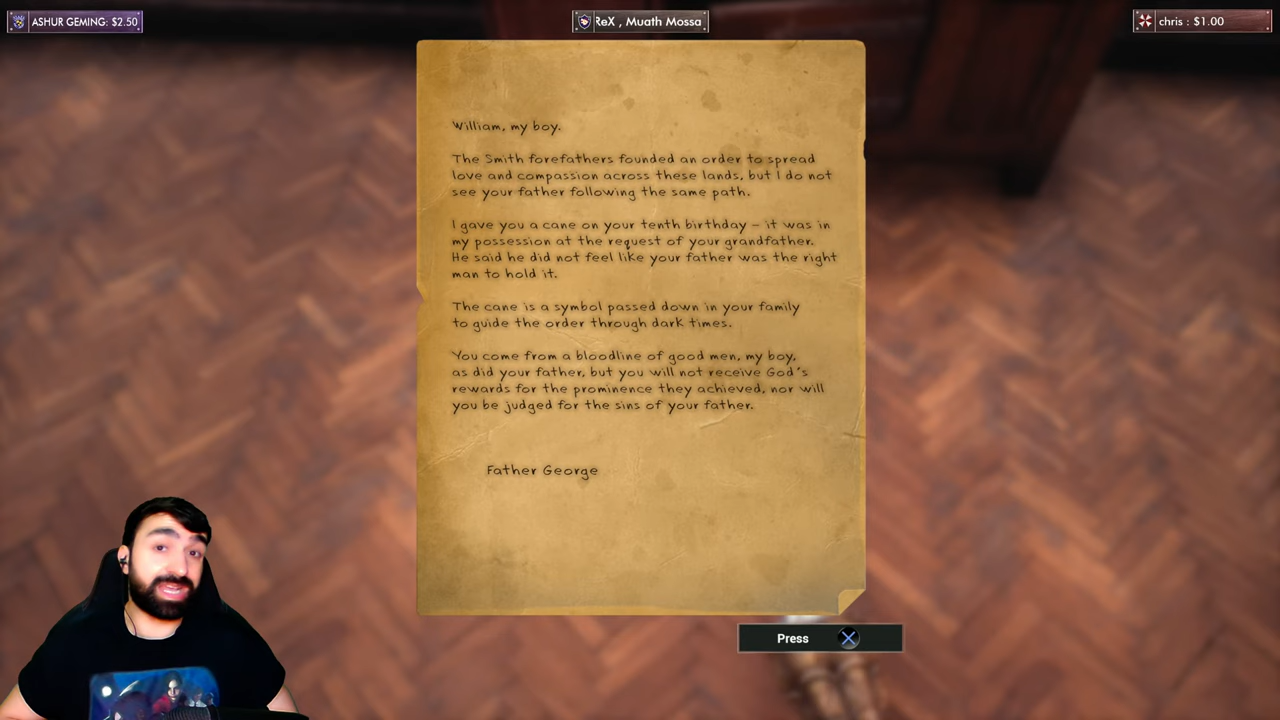 ASHUR GEMING: $2.50
ReX , Muath Mossa
chris : $1.00
William, my boy.
The Smith forefathers founded an order to spread
love and compassion across these lands, but I do not
see your father following the same path.
I gave you a cane on your tenth birthday – it was in
my possession at the request of your grandfather.
He said he did not feel like your father was the right
man to hold it.
The cane is a symbol passed down in your family
to guide the order through dark times.
You come from a bloodline of good men, my boy,
as did your father, but you will not receive God's
rewards for the prominence they achieved, nor will
you be judged for the sins of your father.
Father George
Press